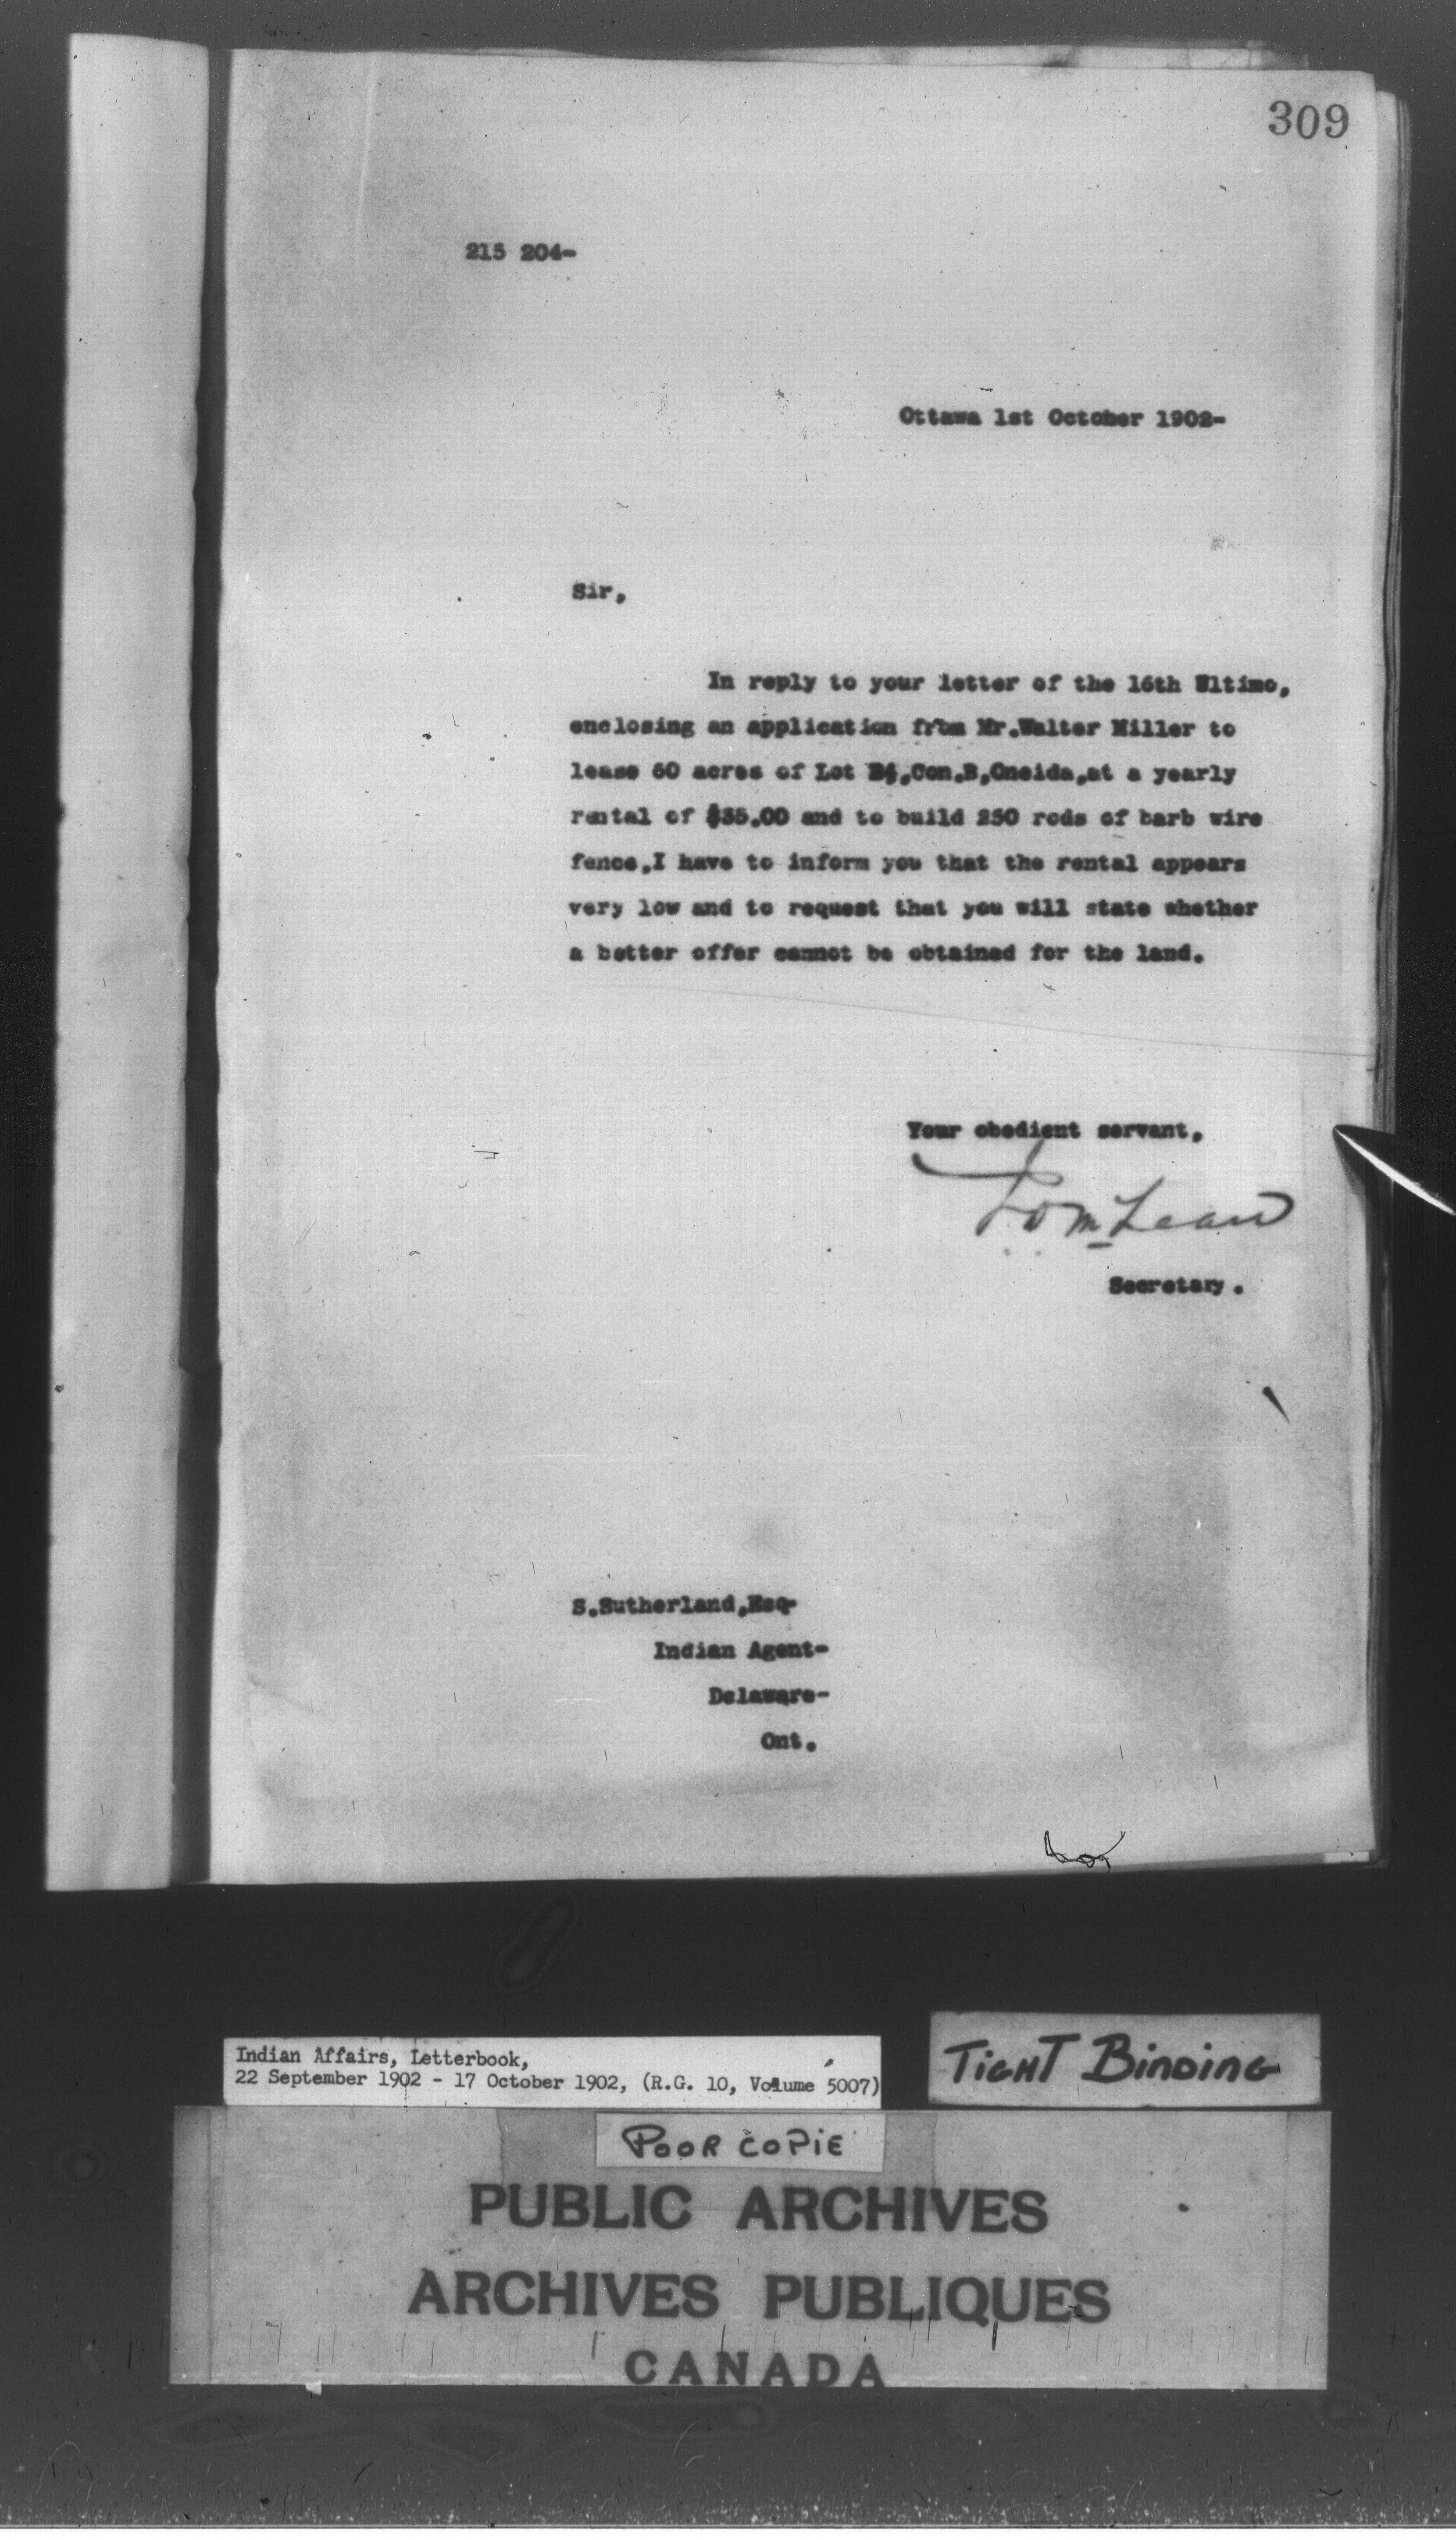 309
215 204-
Ottawa 1st October 1902-
Sir,
In reply to your letter of the 16th Ultimo,
enclosing an application from Mr.Walter Miller to
lease 60 acres of Lot Con.B,Oneida,at a yearly
rental of $35.00 and to build 250 rods of barb wire
fence,I have to inform you that the rental appears
very low and to request that you will state whether
a better offer cannot be obtained for the land.
Your obedient servant,
McLean
Secretary.
S.Sutherland,Esq-
Indian Agent-
Delaware-
Ont.
Indian Affairs, Letterbook,
22 September 1902 - 17 October 1902, (R.G. 10, Volume 5007)
TIGHT BINDING
POOR COPIE
PUBLIC ARCHIVES
ARCHIVES PUBLIQUES
CANADA